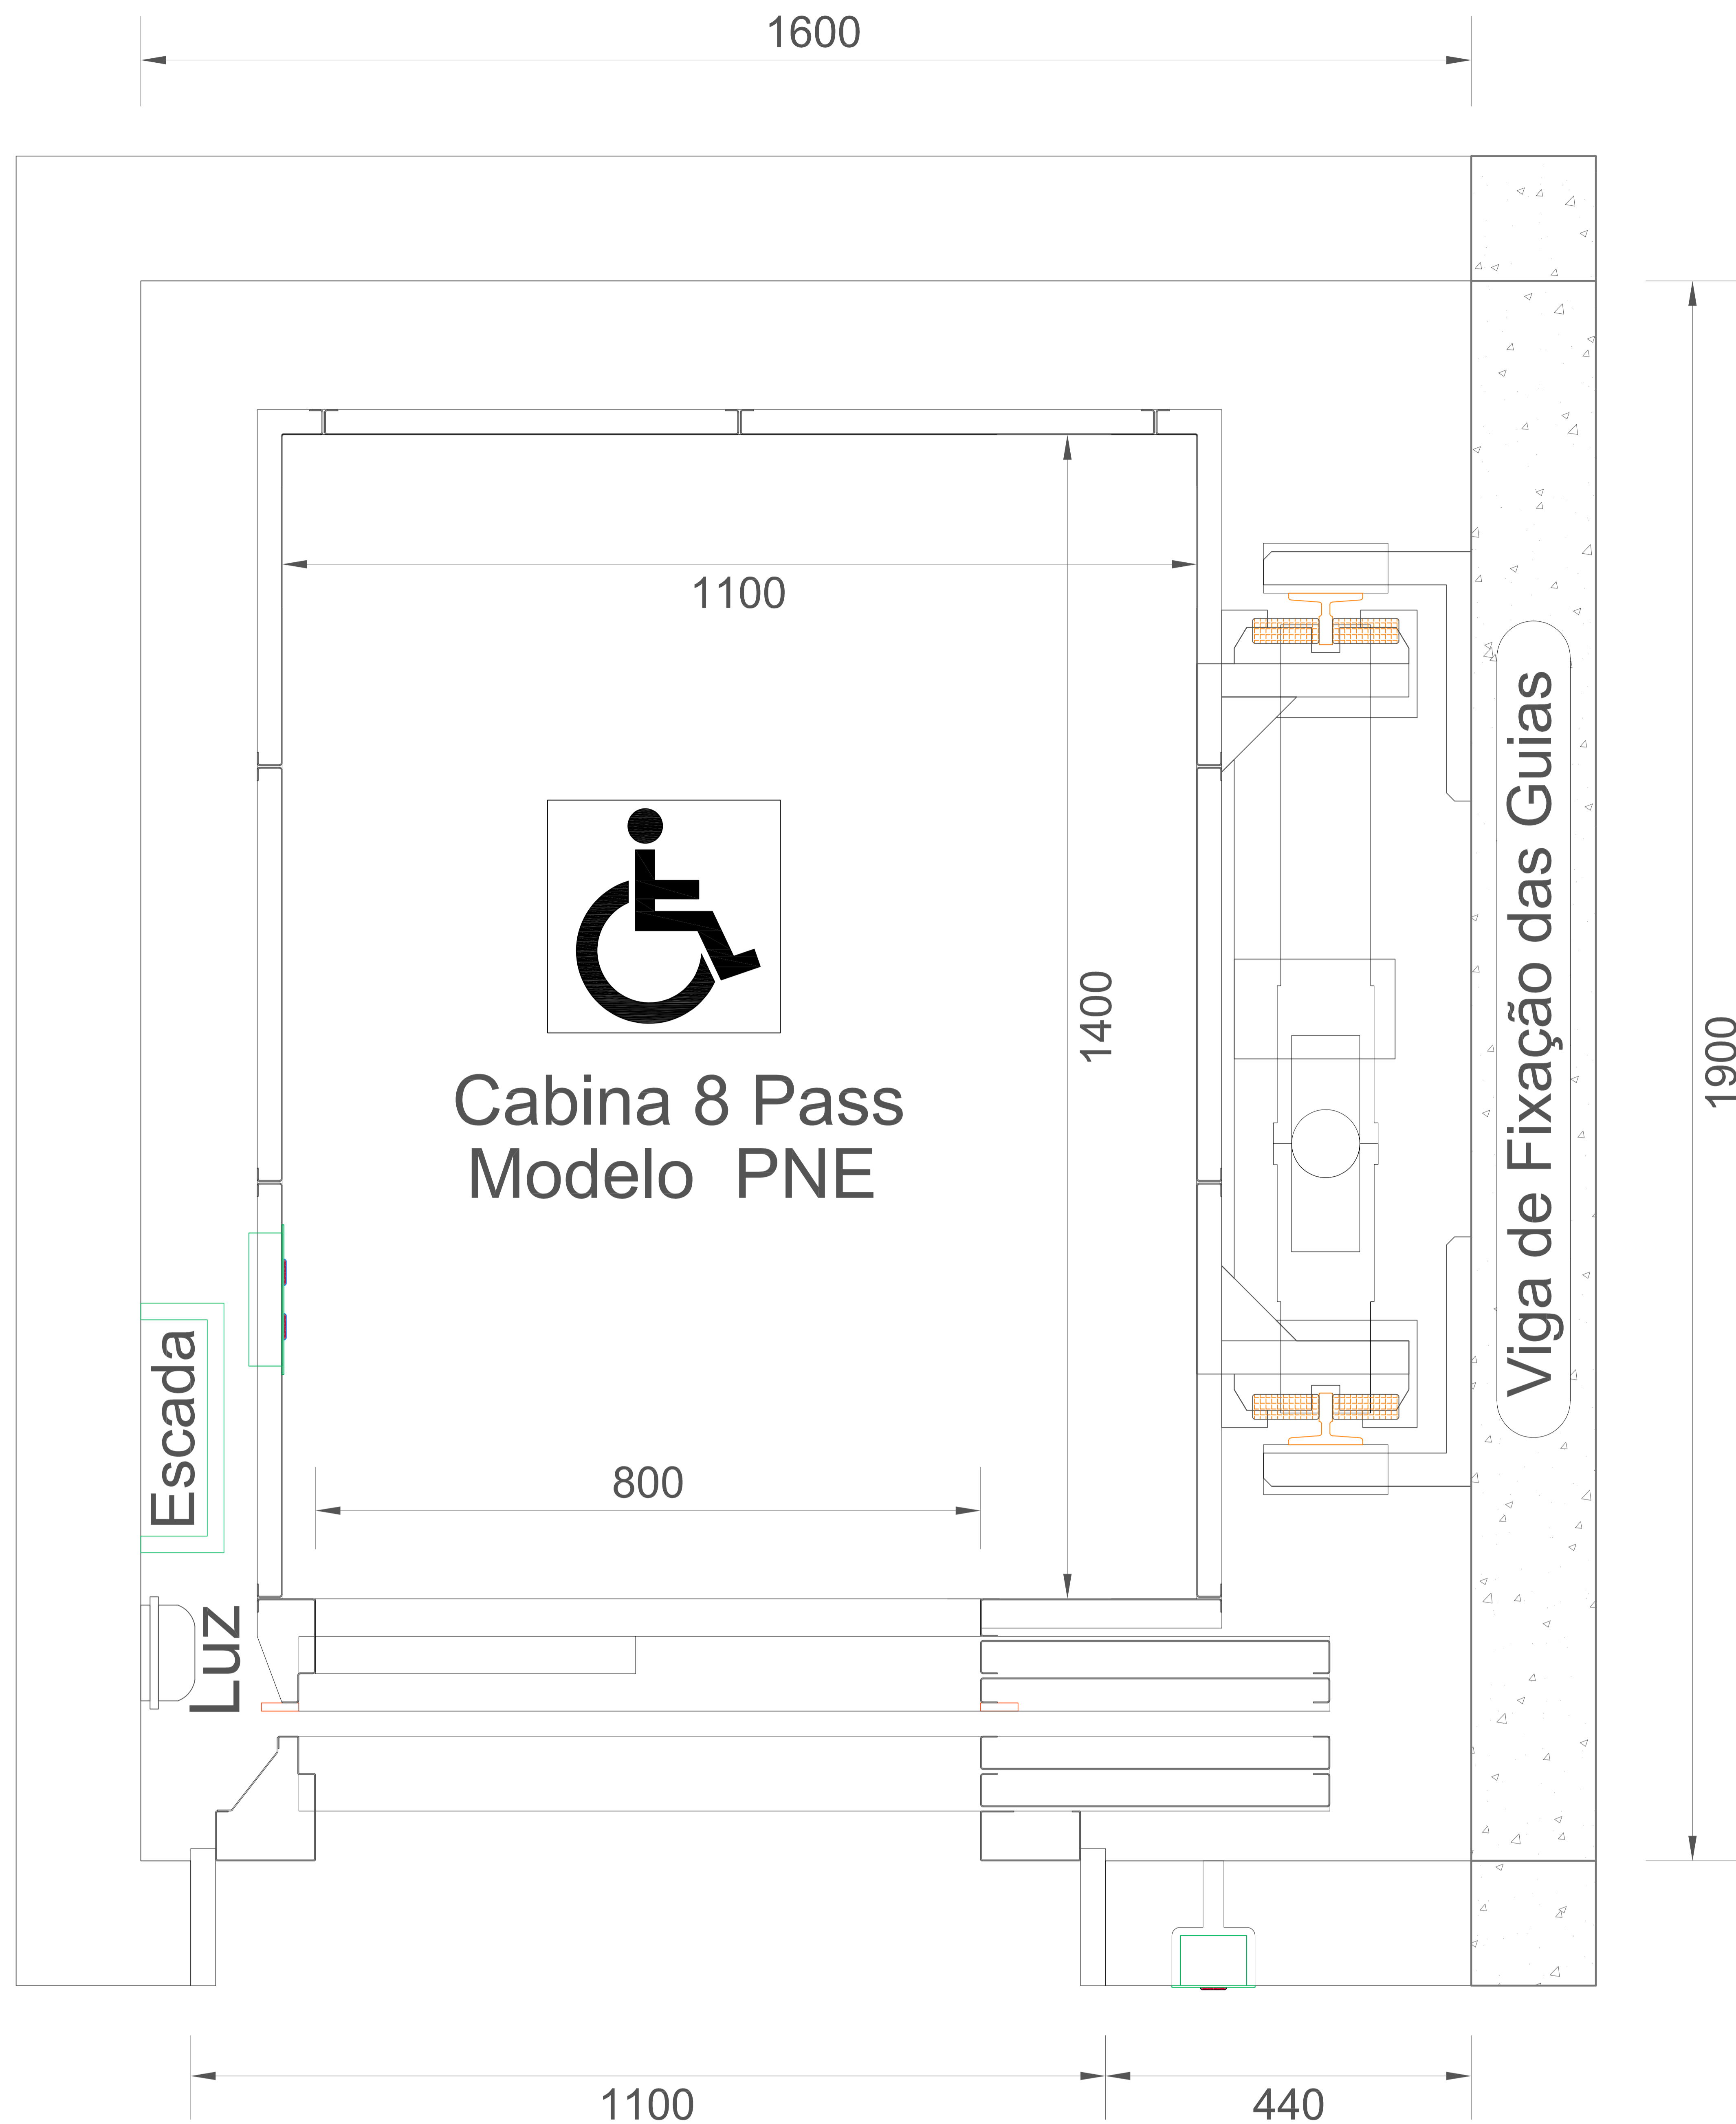 1600
1100
1400
Viga de Fixação das Guias
1900
Cabina 8 Pass
Modelo PNE
Escada
800
Luz
1100
440